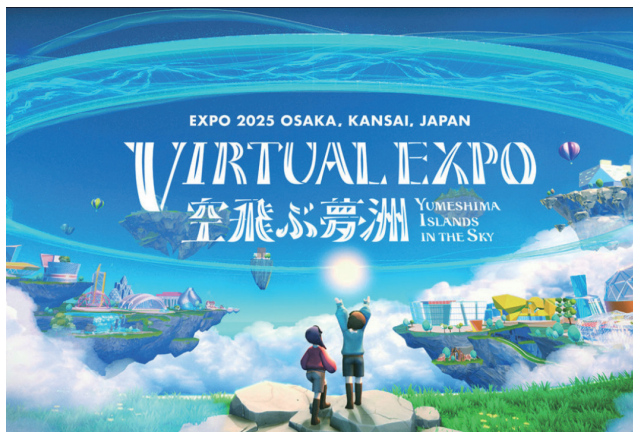 EXPO 2025 OSAKA, KANSAI, JAPAN
VIRTUAL EXPO
空飛ぶ夢洲
YUMESHIMA
ISLANDS
IN THE SKY